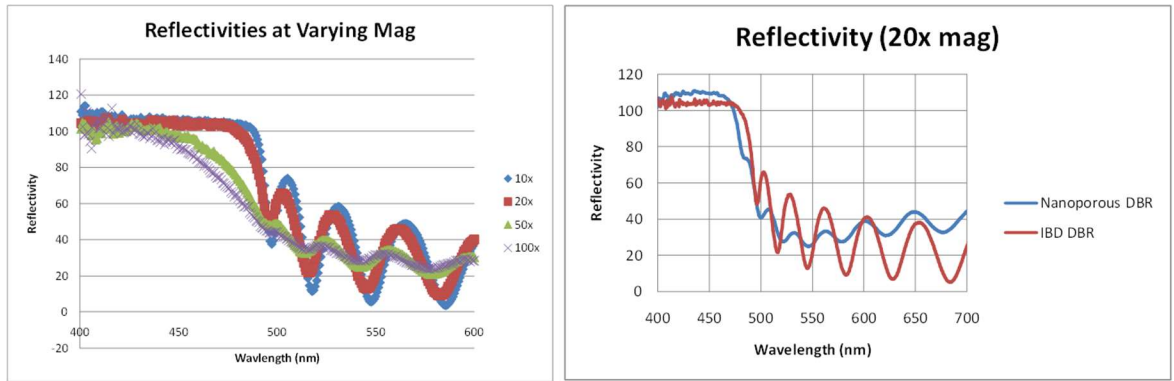 Reflectivities at Varying Mag
140
120
100
80
60
40
20
0
-20
400
450
500
550
600
Reflectivity
Wavlength (nm)
10x
20x
50x
100x
Reflectivity (20x mag)
120
100
80
60
40
20
0
400 450 500 550 600 650 700
Reflectivity
Wavelength (nm)
Nanoporous DBR
IBD DBR